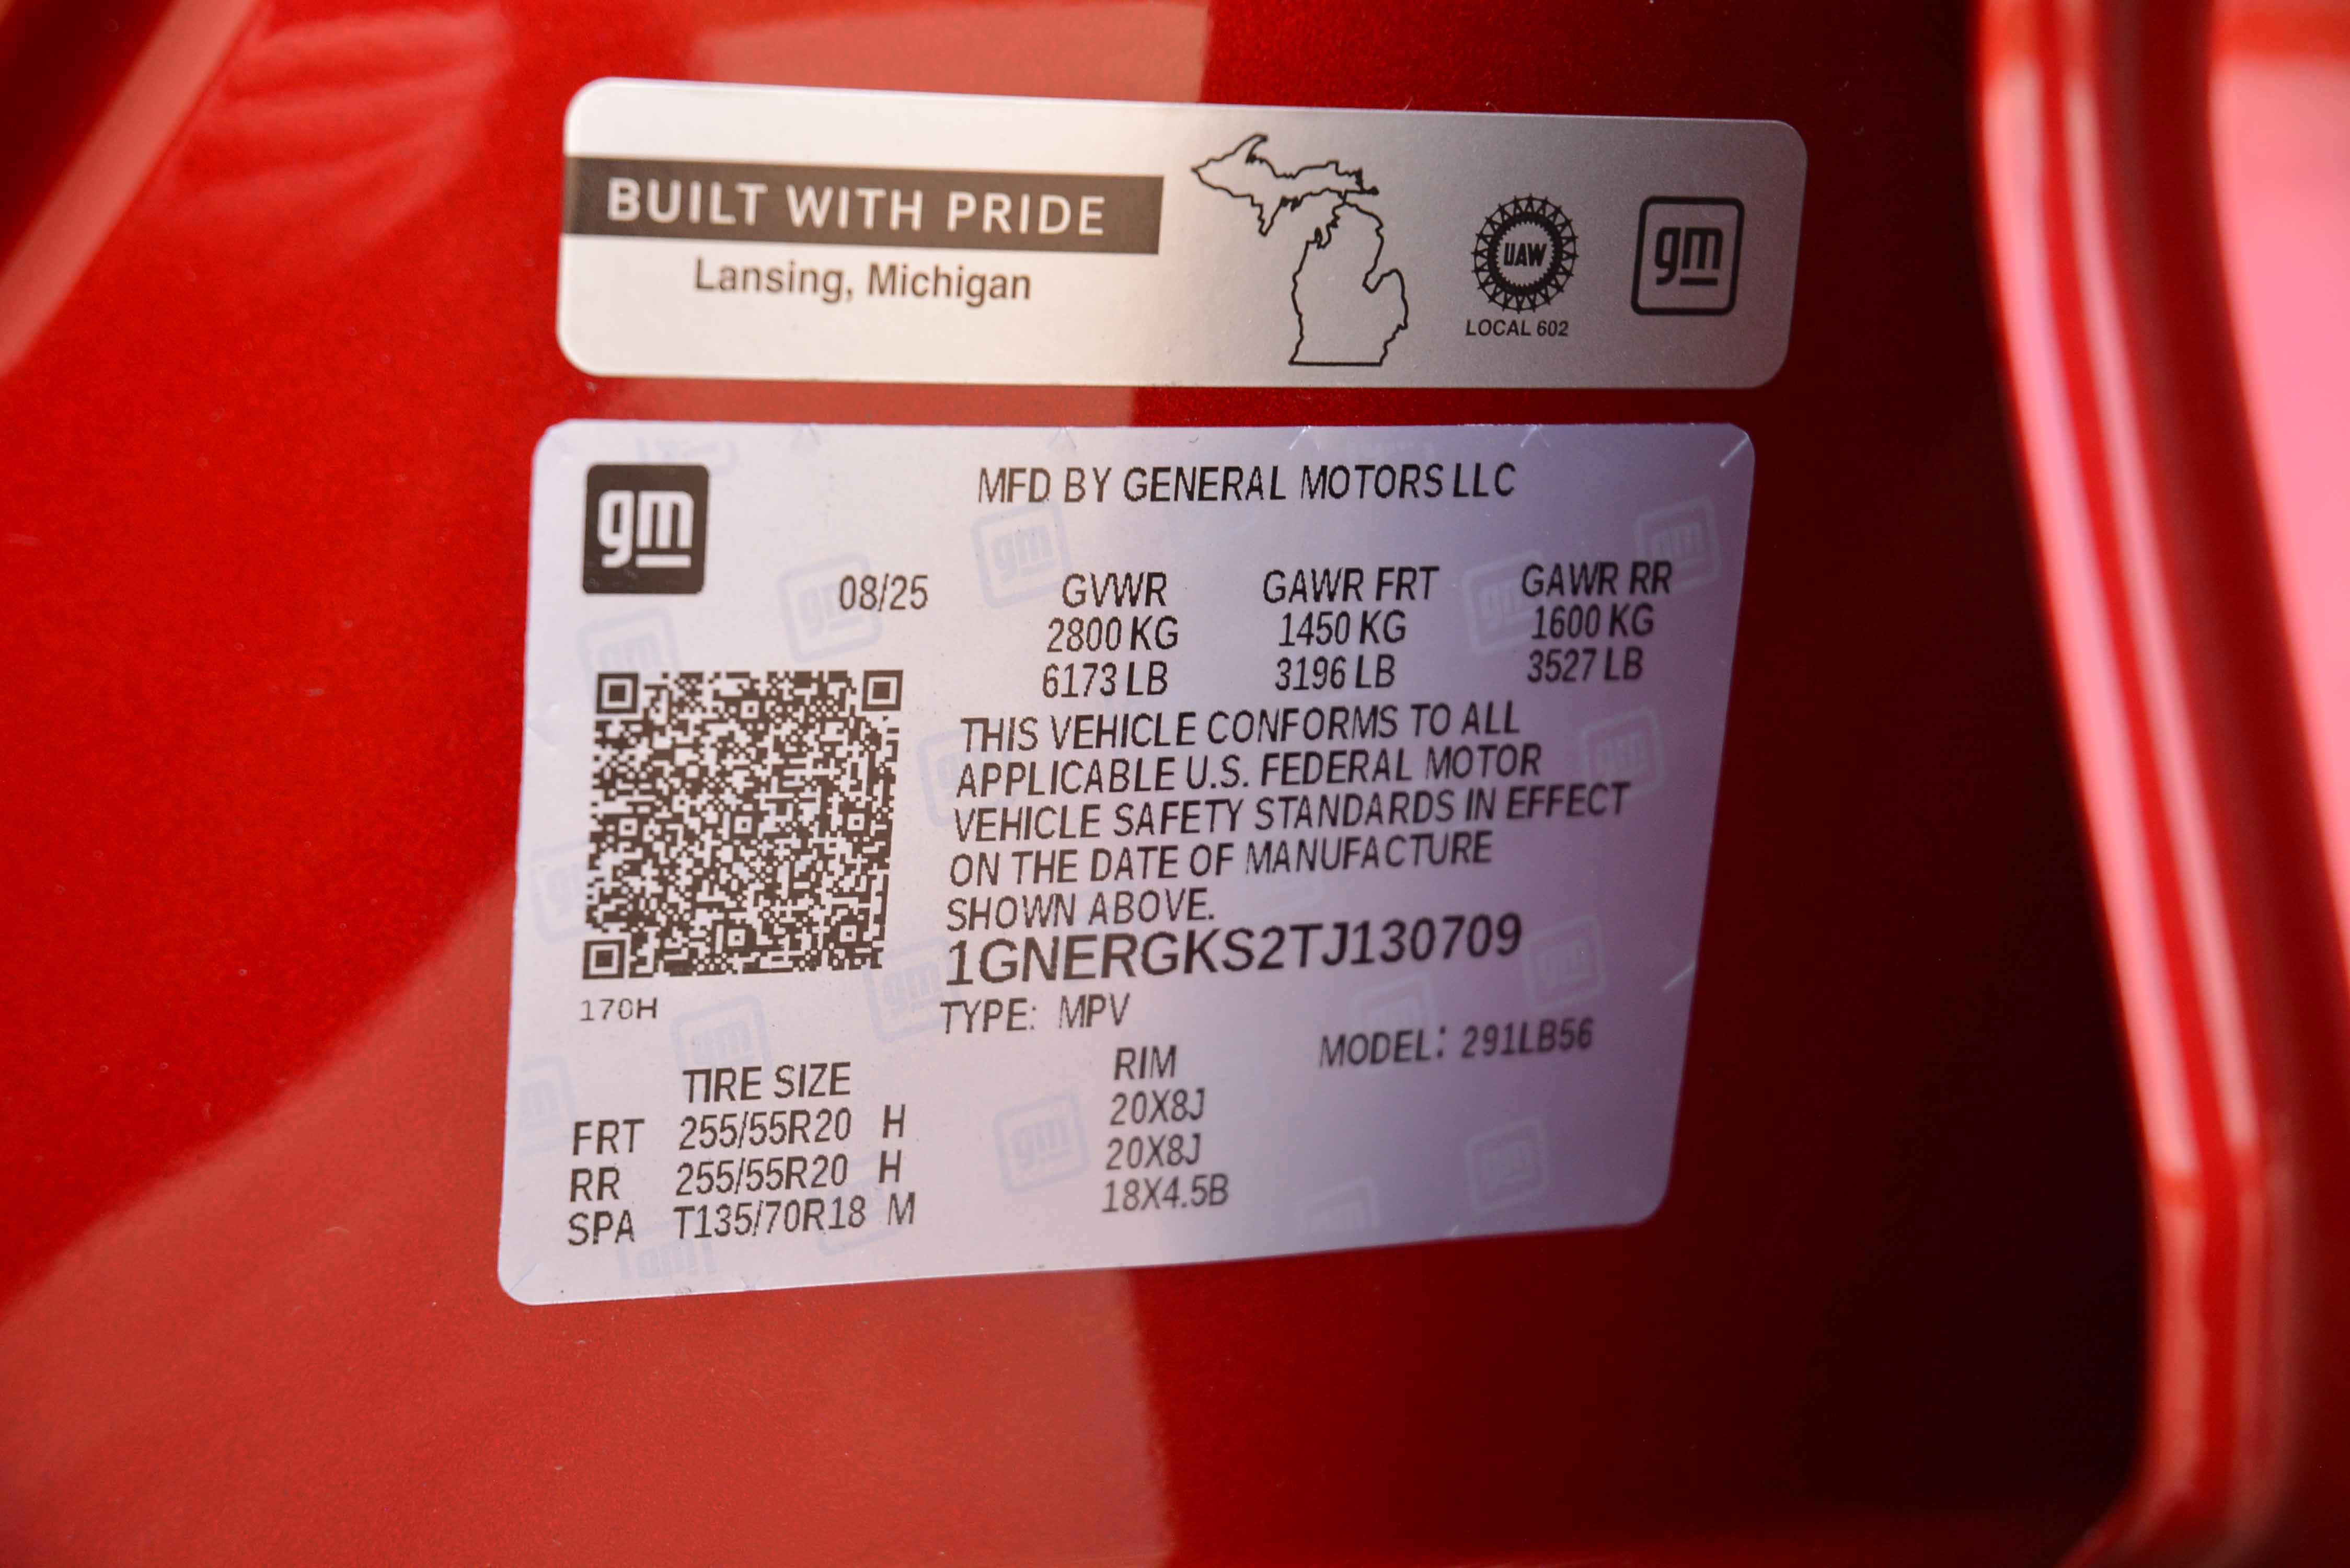 BUILT WITH PRIDE
Lansing, Michigan
UAW
LOCAL 602
gm
gm
MFD BY GENERAL MOTORS LLC
08/25 GVWR GAWR FRT GAWR RR
2800 KG 1450 KG 1600 KG
6173 LB 3196 LB 3527 LB
THIS VEHICLE CONFORMS TO ALL
APPLICABLE U.S. FEDERAL MOTOR
VEHICLE SAFETY STANDARDS IN EFFECT
ON THE DATE OF MANUFACTURE
SHOWN ABOVE.
1GNERGKS2TJ130709
170H
TYPE: MPV
MODEL: 291LB56
TIRE SIZE RIM
FRT 255/55R20 H 20X8J
RR 255/55R20 H 20X8J
SPA T135/70R18 M 18X4.5B